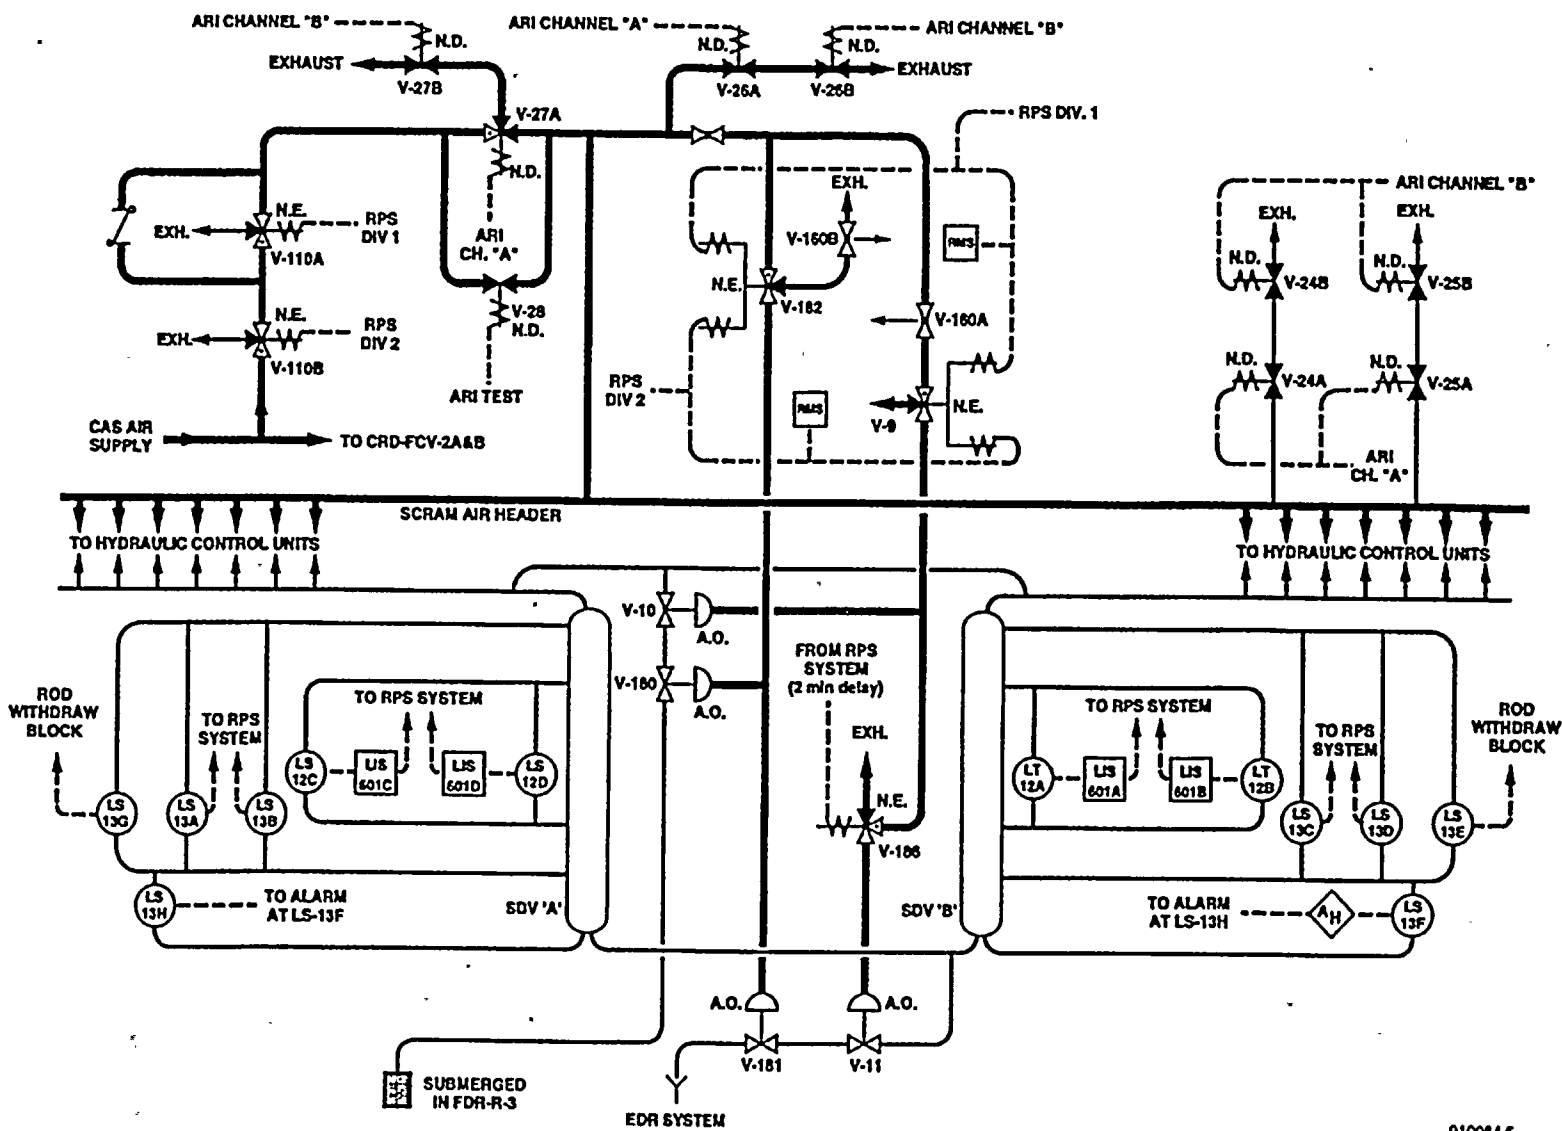 ARI CHANNEL "B"
N.D.
EXHAUST
V-27B
ARI CHANNEL "A"
N.D.
V-26A
ARI CHANNEL "B"
N.D.
EXHAUST
V-26B
V-27A
N.D.
ARI
CH. "A"
V-28
N.D.
ARI TEST
N.E.
RPS
DIV 1
EXH.
V-110A
N.E.
RPS
DIV 2
EXH.
V-110B
CAS AIR
SUPPLY
TO CRD-FCV-2A&B
RPS DIV. 1
EXH.
V-160B
RMS
N.E.
V-182
V-160A
RPS
DIV 2
RMS
V-9
N.E.
ARI CHANNEL "B"
EXH.
EXH.
N.D.
V-24B
N.D.
V-25B
N.D.
V-24A
N.D.
V-25A
ARI
CH. "A"
SCRAM AIR HEADER
TO HYDRAULIC CONTROL UNITS
TO HYDRAULIC CONTROL UNITS
V-10
A.O.
V-180
A.O.
FROM RPS
SYSTEM
(2 min delay)
EXH.
N.E.
V-186
ROD
WITHDRAW
BLOCK
TO RPS
SYSTEM
TO RPS SYSTEM
LS
12C
LIS
601C
LIS
601D
LS
12D
LS
13G
LS
13A
LS
13B
LS
13H
TO ALARM
AT LS-13F
SDV 'A'
TO RPS SYSTEM
TO RPS
SYSTEM
ROD
WITHDRAW
BLOCK
LT
12A
LIS
601A
LIS
601B
LT
12B
LS
13C
LS
13D
LS
13E
SDV 'B'
TO ALARM
AT LS-13H
AH
LS
13F
A.O.
A.O.
V-181
V-11
SUBMERGED
IN FDR-R-3
EDR SYSTEM